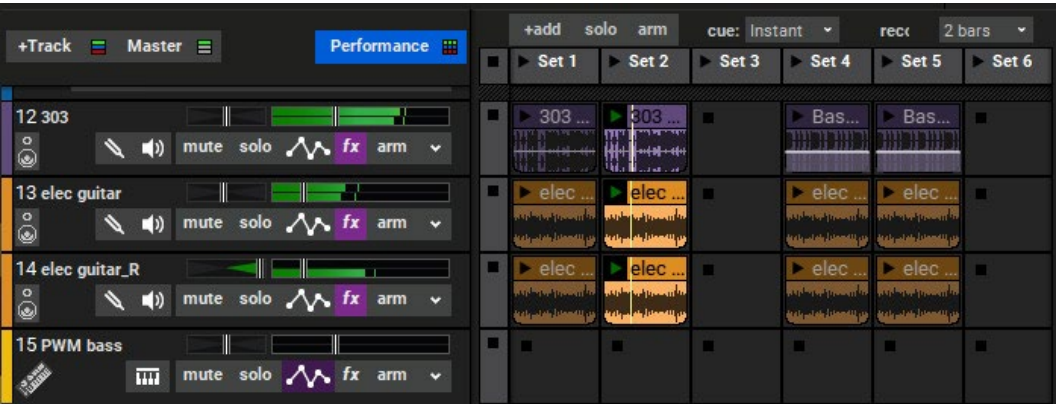 +Track Master Performance
+add solo arm cue: Instant rec 2 bars
Set 1 Set 2 Set 3 Set 4 Set 5 Set 6
12 303
303 ... 303 ... Bas... Bas...
mute solo fx arm
13 elec guitar
elec ... elec ... elec ... elec ...
mute solo fx arm
14 elec guitar_R
elec ... elec ... elec ... elec ...
mute solo fx arm
15 PWM bass
mute solo fx arm